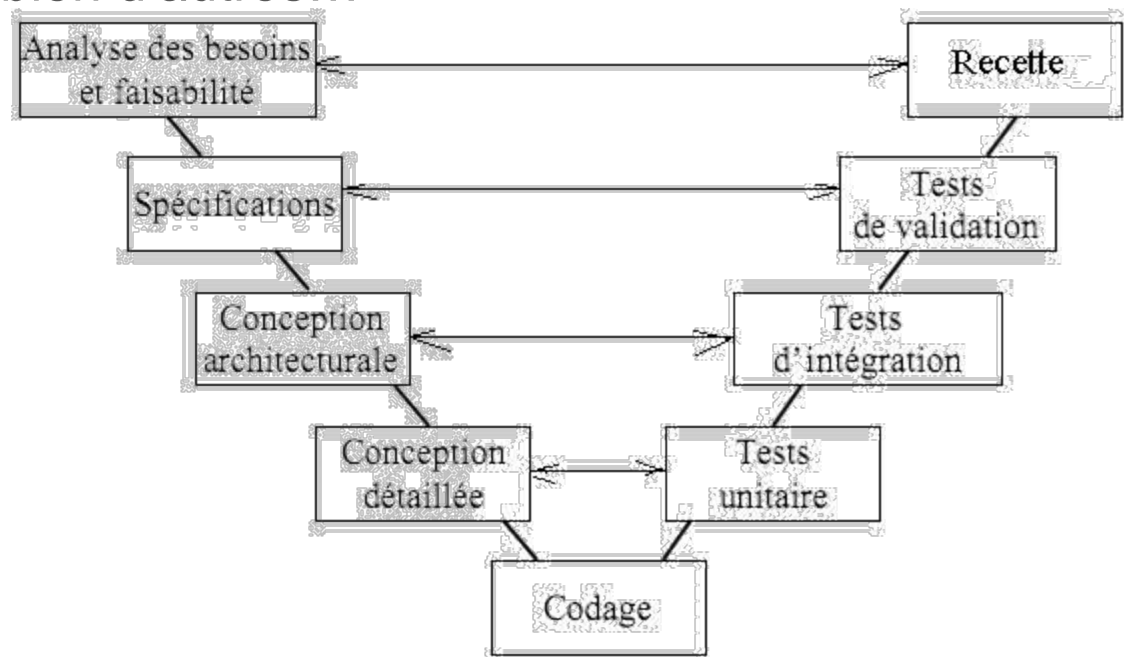 Analyse des besoins
et faisabilité
Recette
Spécifications
Tests
de validation
Conception
architecturale
Tests
d'intégration
Conception
détaillée
Tests
unitaire
Codage